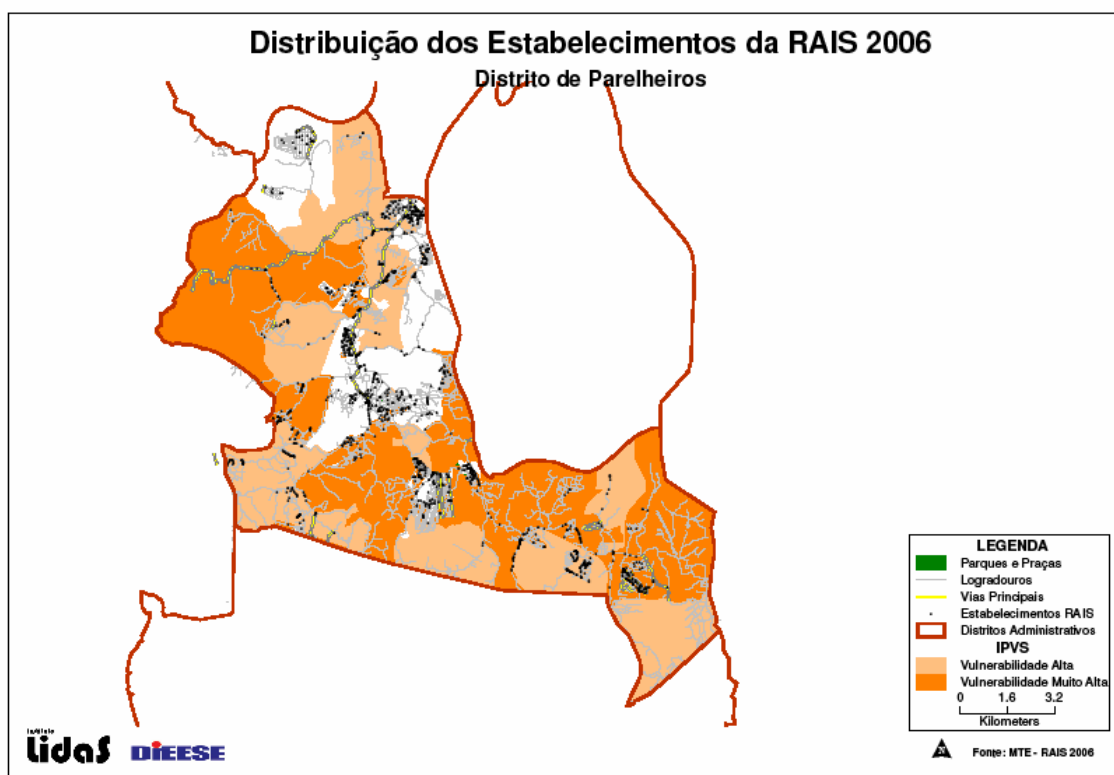 Distribuição dos Estabelecimentos da RAIS 2006
Distrito de Parelheiros
LEGENDA
Parques e Praças
Logradouros
Vias Principais
Estabelecimentos RAIS
Distritos Administrativos
IPVS
Vulnerabilidade Alta
Vulnerabilidade Muito Alta
0 1.6 3.2
Kilometers
Instituto
Lidas DIEESE
Fonte: MTE - RAIS 2006